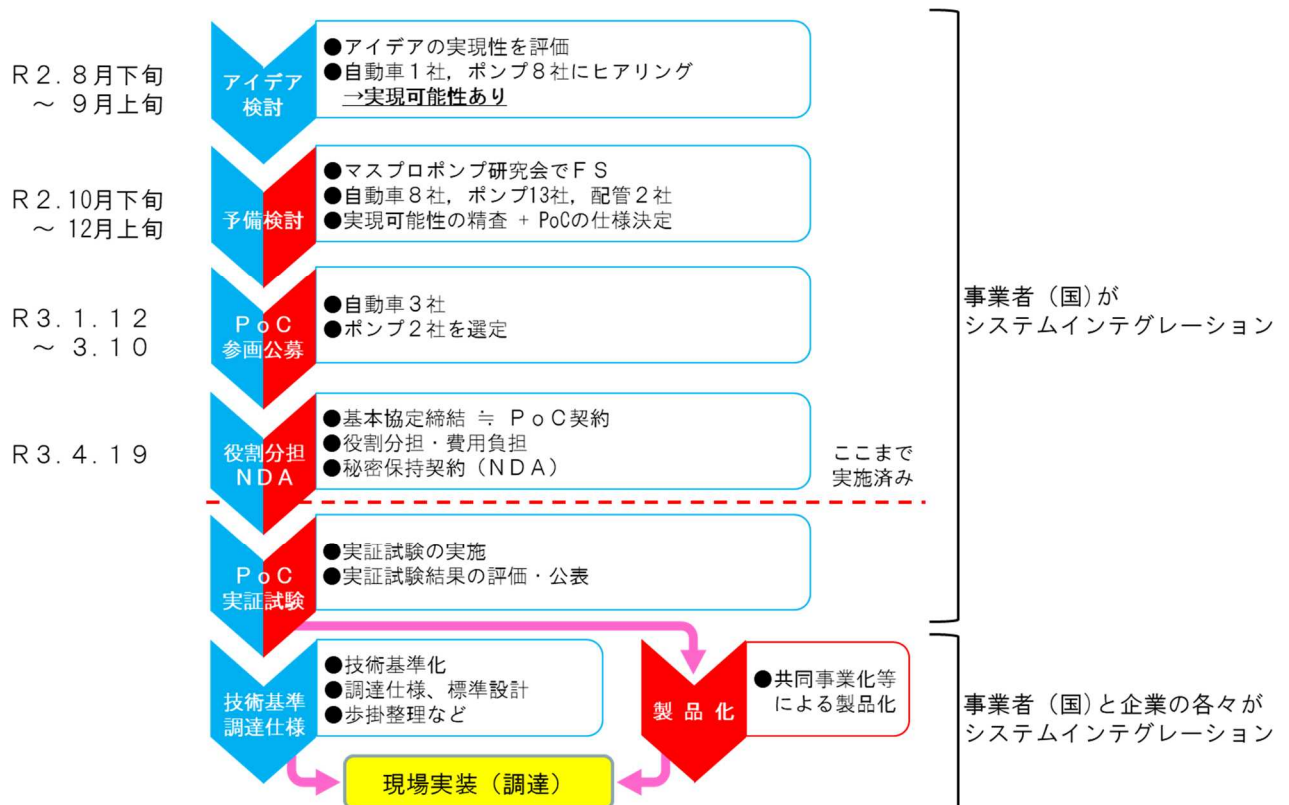 R2.8月下旬
～ 9月上旬
アイデア
検討
●アイデアの実現性を評価
●自動車1社，ポンプ8社にヒアリング
→実現可能性あり
R2.10月下旬
～ 12月上旬
予備検討
●マスプロポンプ研究会でＦＳ
●自動車８社，ポンプ13社，配管２社
●実現可能性の精査 + PoCの仕様決定
R3.1.12
～ 3.10
ＰｏＣ
参画公募
●自動車３社
●ポンプ２社を選定
R3.4.19
役割分担
ＮＤＡ
●基本協定締結 ≒ ＰｏＣ契約
●役割分担・費用負担
●秘密保持契約（ＮＤＡ）
ここまで
実施済み
ＰｏＣ
実証試験
●実証試験の実施
●実証試験結果の評価・公表
事業者（国)が
システムインテグレーション
技術基準
調達仕様
●技術基準化
●調達仕様、標準設計
●歩掛整理など
製品化
●共同事業化等
による製品化
事業者（国）と企業の各々が
システムインテグレーション
現場実装（調達）